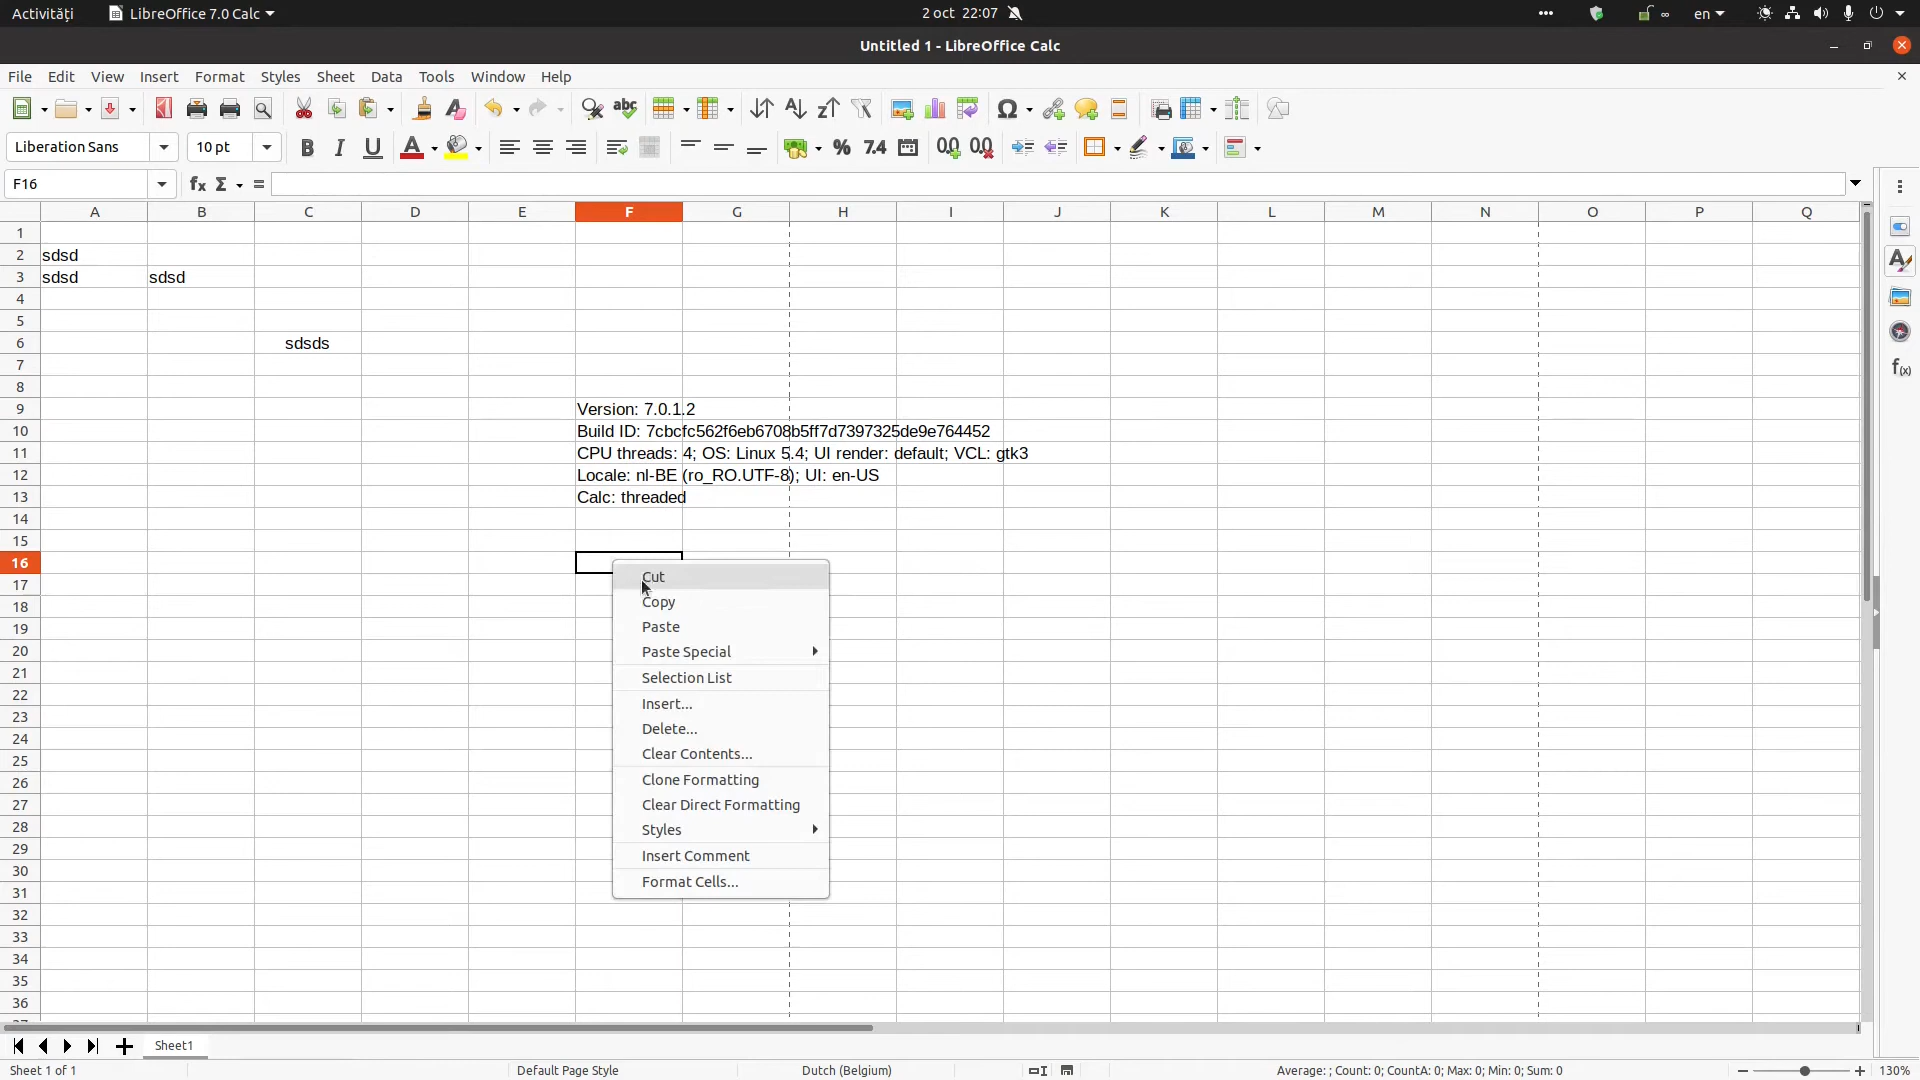 Activități LibreOffice 7.0 Calc 2 oct 22:07 ∞ en
Untitled 1 - LibreOffice Calc
File Edit View Insert Format Styles Sheet Data Tools Window Help
Liberation Sans 10 pt
F16
A B C D E F G H I J K L M N O P Q
1
2 sdsd
3 sdsd sdsd
4
5
6 sdsds
7
8
9 Version: 7.0.1.2
10 Build ID: 7cbcfc562f6eb6708b5ff7d7397325de9e764452
11 CPU threads: 4; OS: Linux 5.4; UI render: default; VCL: gtk3
12 Locale: nl-BE (ro_RO.UTF-8); UI: en-US
13 Calc: threaded
14
15
16
Cut
17
Copy
18
Paste
19
20 Paste Special
21 Selection List
22 Insert...
23
Delete...
24
Clear Contents...
25
26 Clone Formatting
27 Clear Direct Formatting
28 Styles
29 Insert Comment
30 Format Cells...
31
32
33
34
35
36
Sheet1
Sheet 1 of 1 Default Page Style Dutch (Belgium) Average: ; Count: 0; CountA: 0; Max: 0; Min: 0; Sum: 0 130%